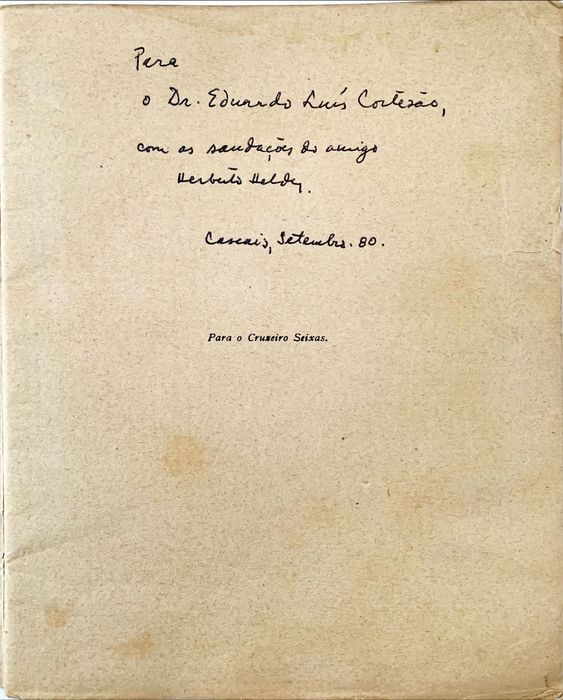 Para
o Dr. Eduardo Luís Cortesão,
com as saudações do amigo
Herberto Helder.
Cascais, Setembro. 80.
Para o Cruzeiro Seixas.